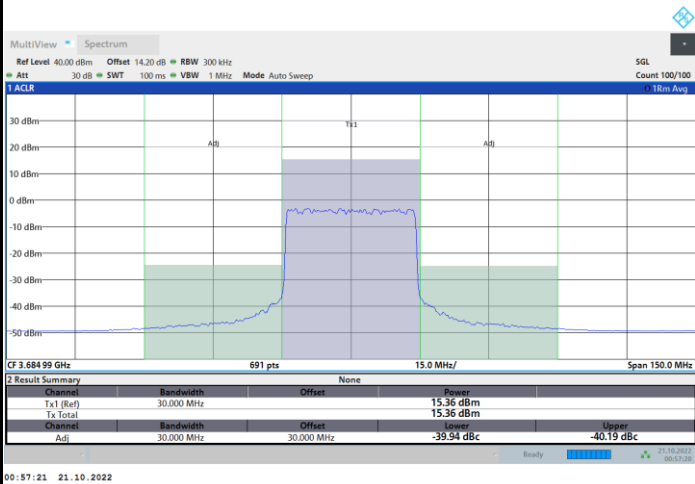 MultiView Spectrum
Ref Level 40.00 dBm Offset 14.20 dB RBW 300 kHz SGL
Att 30 dB SWT 100 ms VBW 1 MHz Mode Auto Sweep Count 100/100
1 ACLR 1Rm Avg
30 dBm
Tx1
20 dBm
Adj Adj
10 dBm
0 dBm
-10 dBm
-20 dBm
-30 dBm
-40 dBm
-50 dBm
CF 3.684 99 GHz 691 pts 15.0 MHz/ Span 150.0 MHz
2 Result Summary None
Channel Bandwidth Offset Power
Tx1 (Ref) 30.000 MHz 15.36 dBm
Tx Total 15.36 dBm
Channel Bandwidth Offset Lower Upper
Adj 30.000 MHz 30.000 MHz -39.94 dBc -40.19 dBc
Ready 21.10.2022
00:57:20
00:57:21 21.10.2022